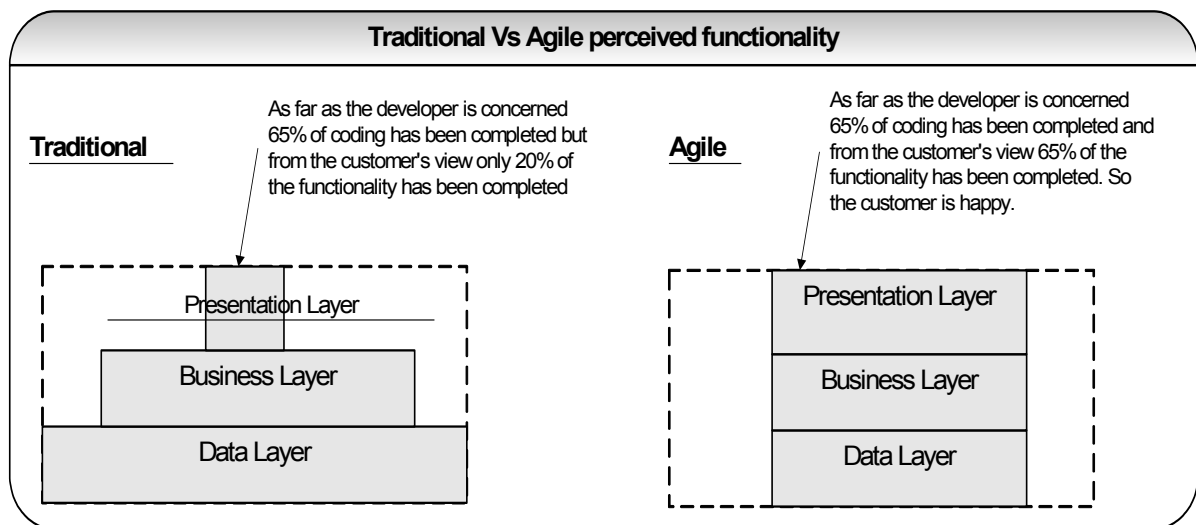 Traditional Vs Agile perceived functionality
Traditional
As far as the developer is concerned
65% of coding has been completed but
from the customer's view only 20% of
the functionality has been completed
Presentation Layer
Business Layer
Data Layer
Agile
As far as the developer is concerned
65% of coding has been completed and
from the customer's view 65% of the
functionality has been completed. So
the customer is happy.
Presentation Layer
Business Layer
Data Layer